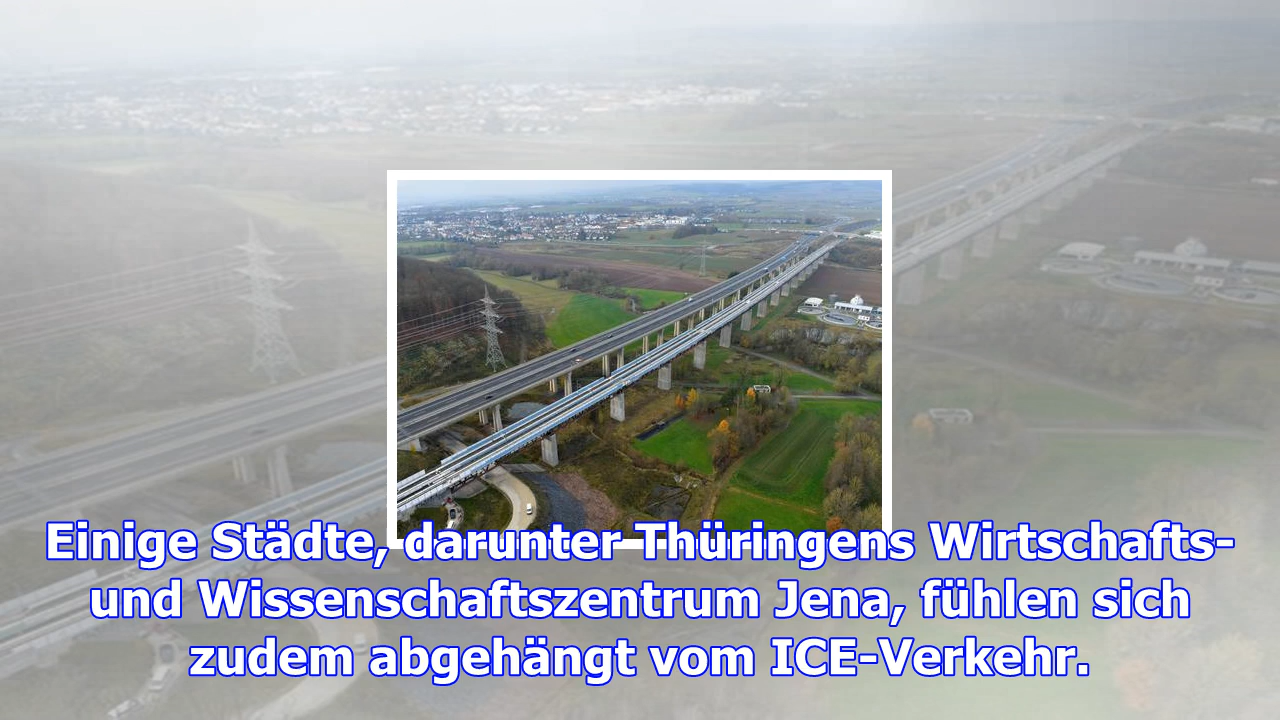 Einige Städte, darunter Thüringens Wirtschafts-
und Wissenschaftszentrum Jena, fühlen sich
zudem abgehängt vom ICE-Verkehr.